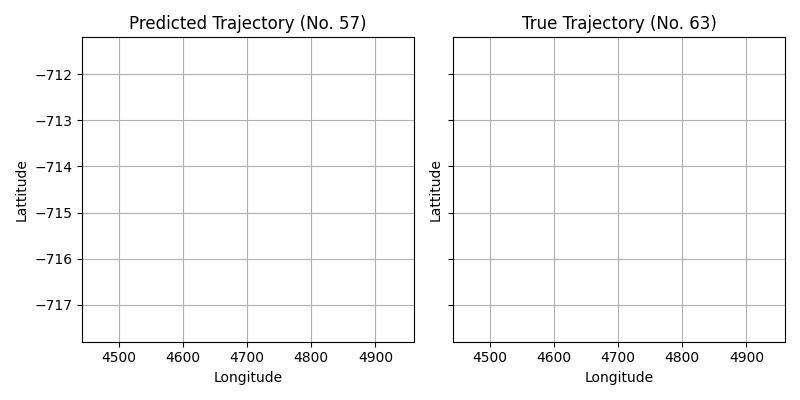 Predicted Trajectory (No. 57)
−712
−713
−714
−715
−716
−717
Lattitude
4500 4600 4700 4800 4900
Longitude
True Trajectory (No. 63)
Lattitude
4500 4600 4700 4800 4900
Longitude